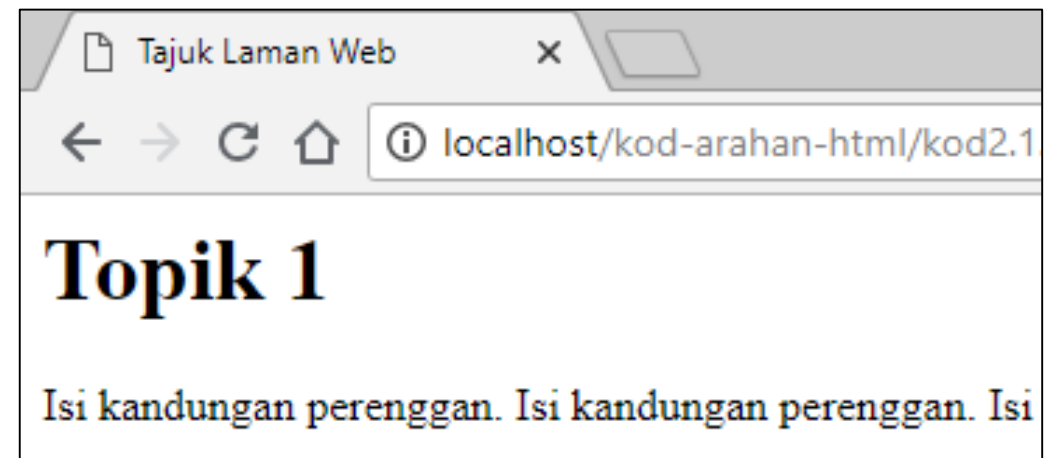 Tajuk Laman Web
localhost/kod-arahan-html/kod2.1.
Topik 1
Isi kandungan perenggan. Isi kandungan perenggan. Isi